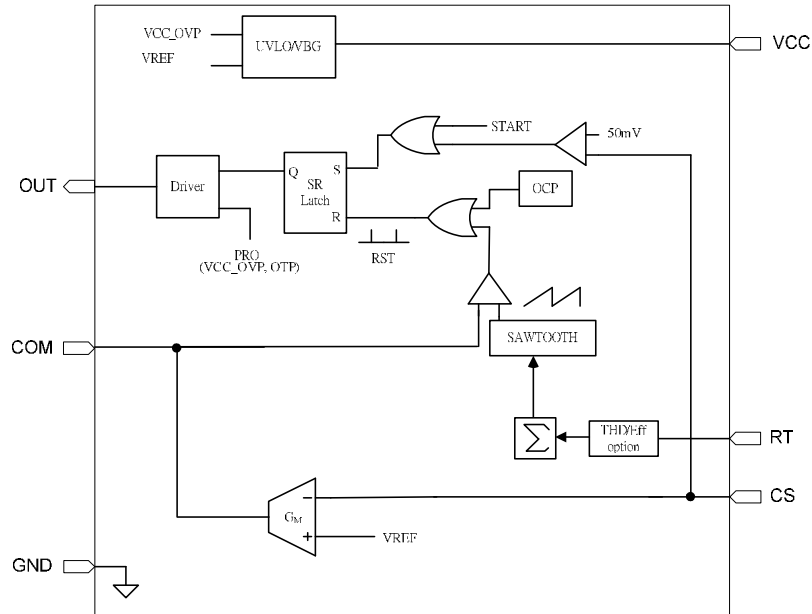 VCC_OVP
VREF
UVLO/VBG
VCC
START
50mV
OUT
Driver
Q
S
SR
Latch
R
OCP
PRO
(VCC_OVP, OTP)
RST
COM
SAWTOOTH
Σ
THD/Eff
option
RT
CS
GM
−
+
VREF
GND